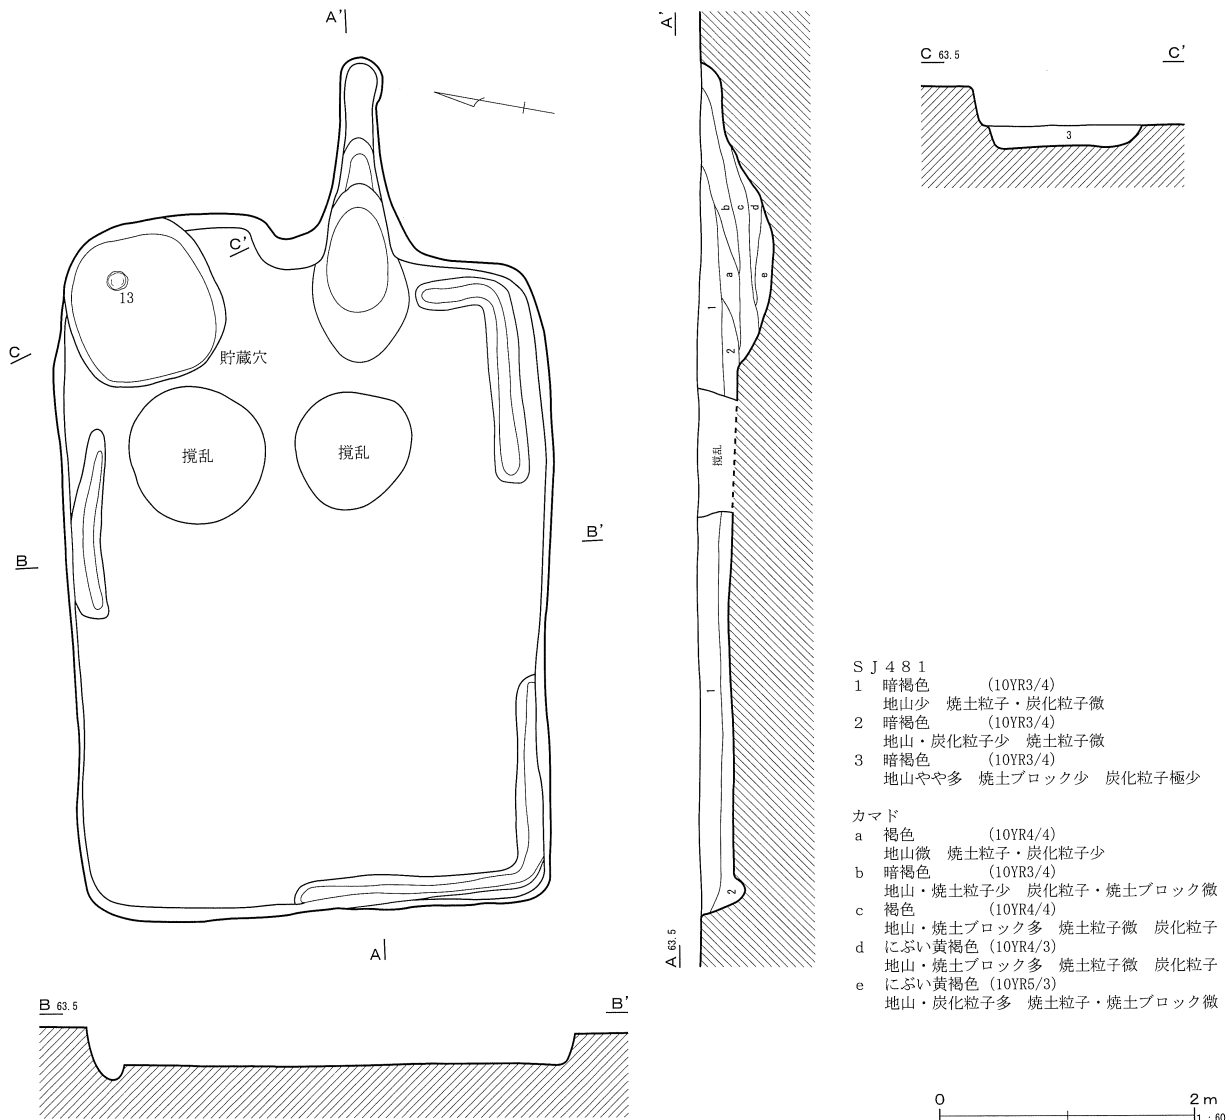 A'
A'
C 63.5
C'
3
C'
13
貯蔵穴
C
撹乱
撹乱
B
B'
A
b
c
d
a
e
1
2
撹乱
1
2
A 63.5
B 63.5
B'
SJ481
1 暗褐色 (10YR3/4)
地山少 焼土粒子・炭化粒子微
2 暗褐色 (10YR3/4)
地山・炭化粒子少 焼土粒子微
3 暗褐色 (10YR3/4)
地山やや多 焼土ブロック少 炭化粒子極少
カマド
a 褐色 (10YR4/4)
地山微 焼土粒子・炭化粒子少
b 暗褐色 (10YR3/4)
地山・焼土粒子少 炭化粒子・焼土ブロック微
c 褐色 (10YR4/4)
地山・焼土ブロック多 焼土粒子微 炭化粒子
d にぶい黄褐色 (10YR4/3)
地山・焼土ブロック多 焼土粒子微 炭化粒子
e にぶい黄褐色 (10YR5/3)
地山・炭化粒子多 焼土粒子・焼土ブロック微
0 2m
1:60